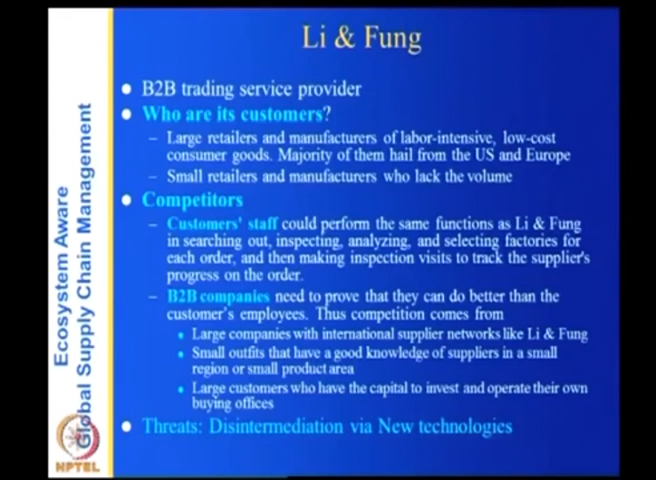 Li & Fung
B2B trading service provider
Who are its customers?
– Large retailers and manufacturers of labor-intensive, low-cost
consumer goods. Majority of them hail from the US and Europe
– Small retailers and manufacturers who lack the volume
Competitors
– Customers' staff could perform the same functions as Li & Fung
in searching out, inspecting, analyzing, and selecting factories for
each order, and then making inspection visits to track the supplier's
progress on the order.
– B2B companies need to prove that they can do better than the
customer's employees. Thus competition comes from
Large companies with international supplier networks like Li & Fung
Small outfits that have a good knowledge of suppliers in a small
region or small product area
Large customers who have the capital to invest and operate their own
buying offices
Threats: Disintermediation via New technologies
Ecosystem Aware
Global Supply Chain Management
NPTEL